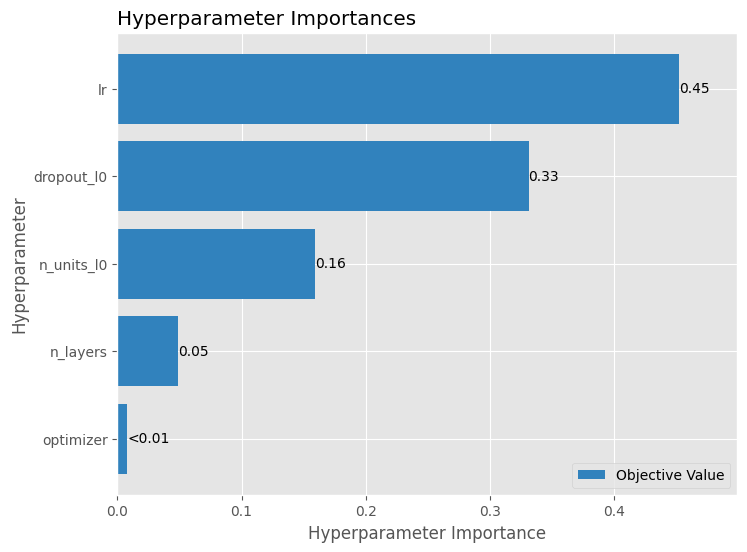 Hyperparameter Importances
Hyperparameter
lr
0.45
dropout_l0
0.33
n_units_l0
0.16
n_layers
0.05
optimizer
<0.01
Objective Value
0.0 0.1 0.2 0.3 0.4
Hyperparameter Importance